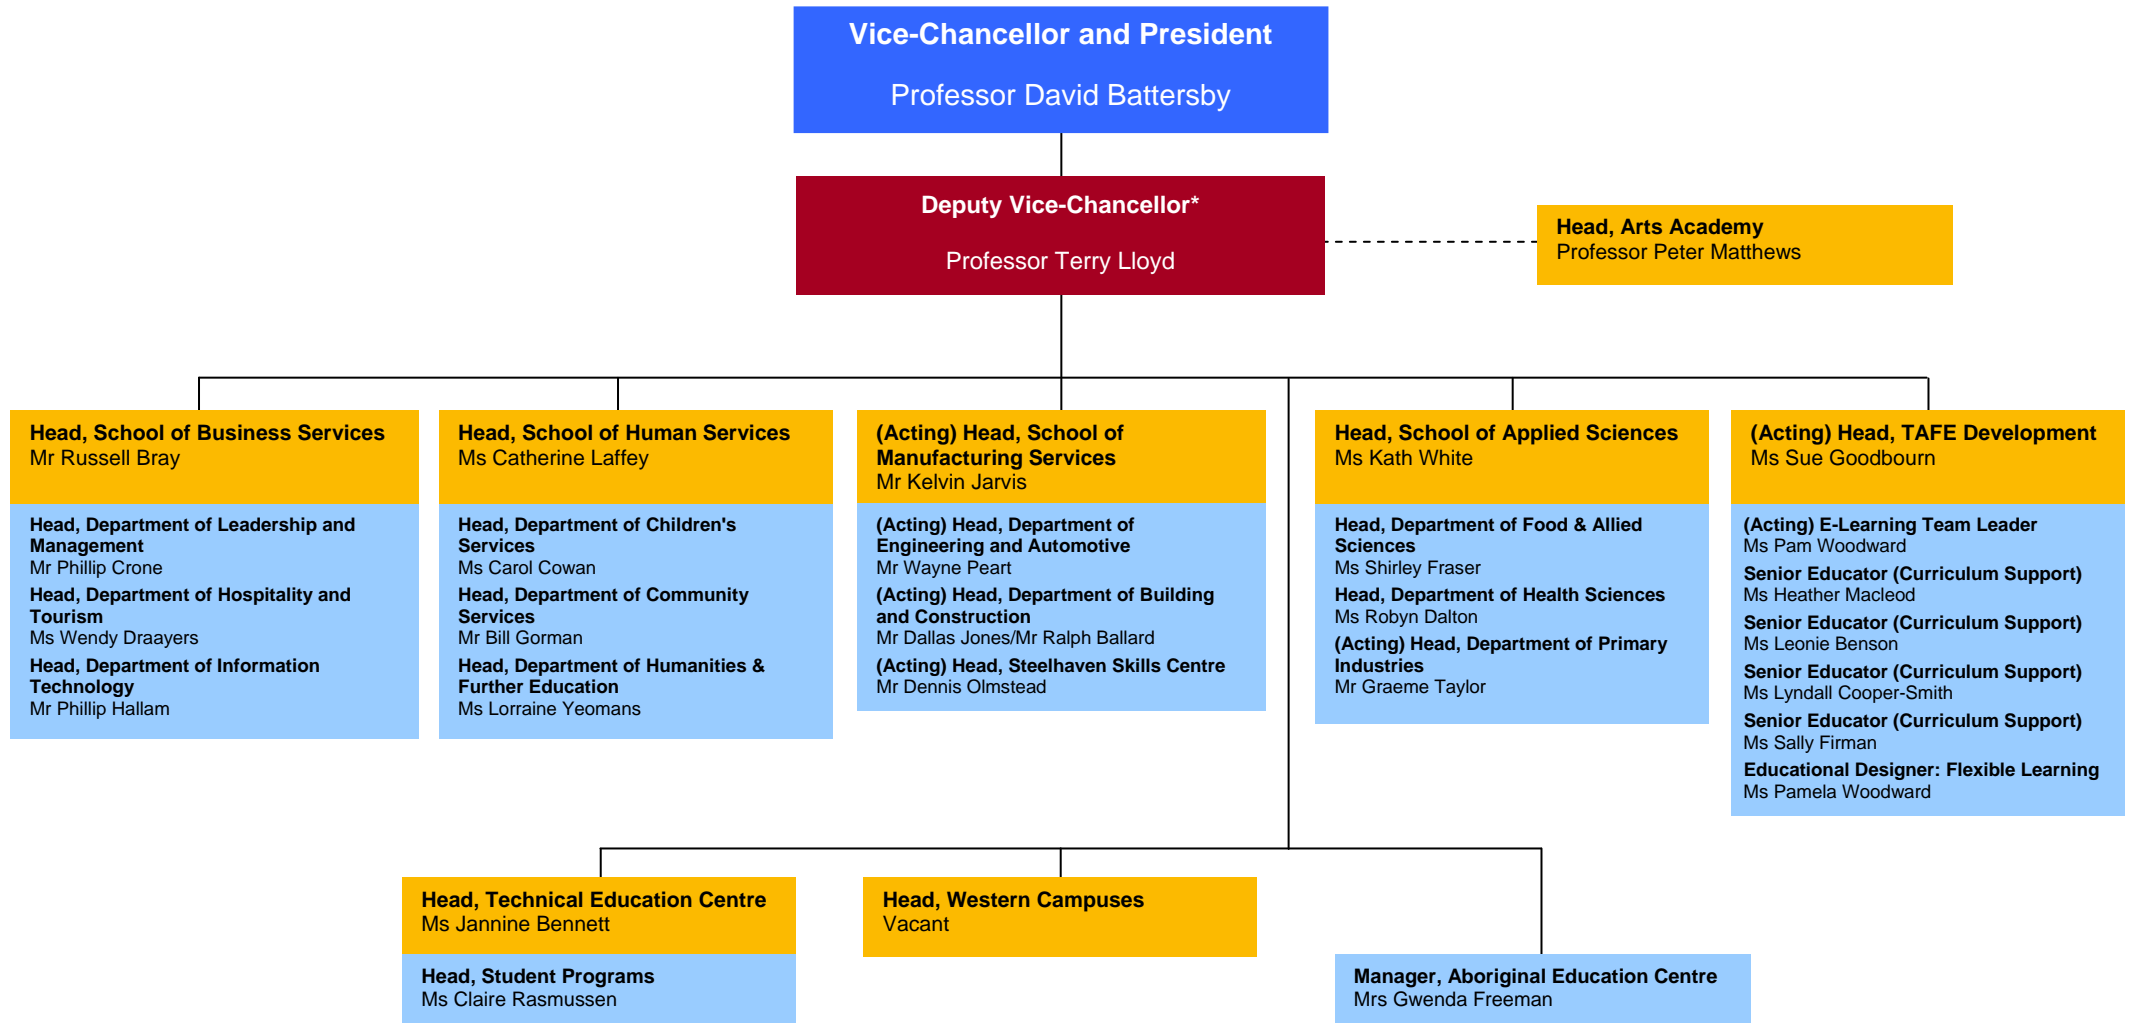 Vice-Chancellor and President
Professor David Battersby
Deputy Vice-Chancellor*
Professor Terry Lloyd
Head, Arts Academy
Professor Peter Matthews
Head, School of Business Services
Mr Russell Bray
Head, Department of Leadership and
Management
Mr Phillip Crone
Head, Department of Hospitality and
Tourism
Ms Wendy Draayers
Head, Department of Information
Technology
Mr Phillip Hallam
Head, School of Human Services
Ms Catherine Laffey
Head, Department of Children's
Services
Ms Carol Cowan
Head, Department of Community
Services
Mr Bill Gorman
Head, Department of Humanities &
Further Education
Ms Lorraine Yeomans
(Acting) Head, School of
Manufacturing Services
Mr Kelvin Jarvis
(Acting) Head, Department of
Engineering and Automotive
Mr Wayne Peart
(Acting) Head, Department of Building
and Construction
Mr Dallas Jones/Mr Ralph Ballard
(Acting) Head, Steelhaven Skills Centre
Mr Dennis Olmstead
Head, School of Applied Sciences
Ms Kath White
Head, Department of Food & Allied
Sciences
Ms Shirley Fraser
Head, Department of Health Sciences
Ms Robyn Dalton
(Acting) Head, Department of Primary
Industries
Mr Graeme Taylor
(Acting) Head, TAFE Development
Ms Sue Goodbourn
(Acting) E-Learning Team Leader
Ms Pam Woodward
Senior Educator (Curriculum Support)
Ms Heather Macleod
Senior Educator (Curriculum Support)
Ms Leonie Benson
Senior Educator (Curriculum Support)
Ms Lyndall Cooper-Smith
Senior Educator (Curriculum Support)
Ms Sally Firman
Educational Designer: Flexible Learning
Ms Pamela Woodward
Head, Technical Education Centre
Ms Jannine Bennett
Head, Student Programs
Ms Claire Rasmussen
Head, Western Campuses
Vacant
Manager, Aboriginal Education Centre
Mrs Gwenda Freeman